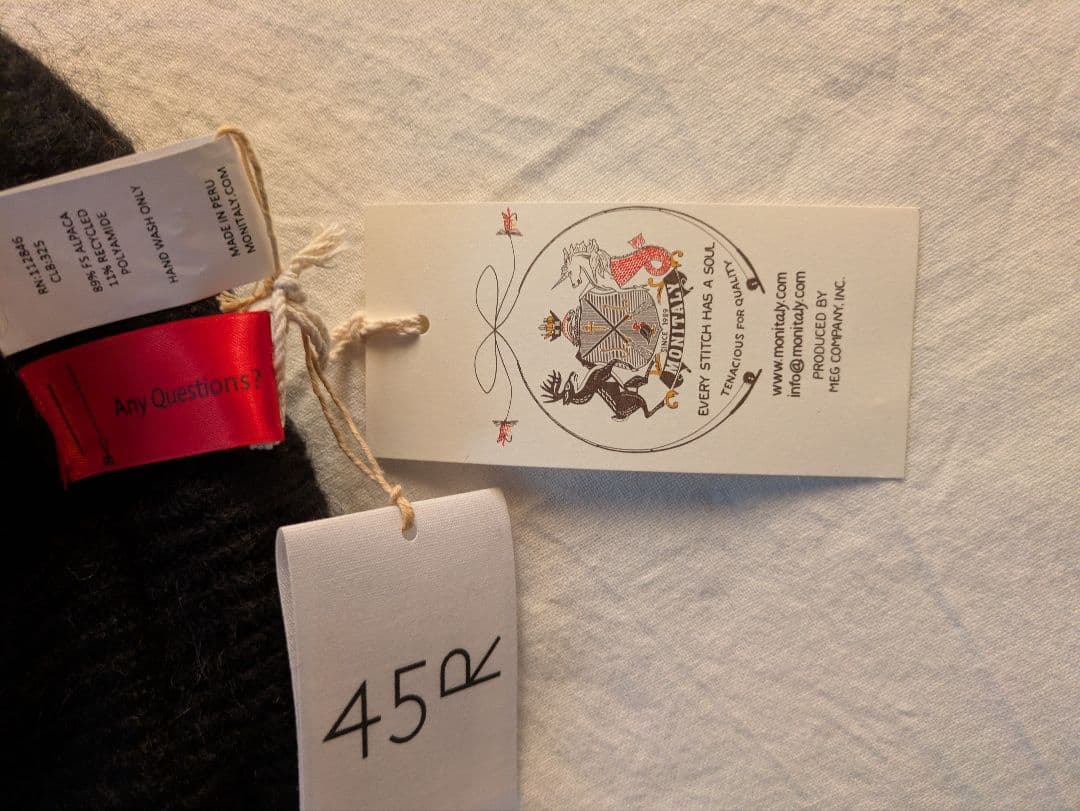 RN:112846
CLB:325
89% FS ALPACA
11% RECYCLED
POLYAMIDE
HAND WASH ONLY
MADE IN PERU
MONITALY.COM
Any Questions?
SINCE 1989
MONITALY
EVERY STITCH HAS A SOUL
TENACIOUS FOR QUALITY
www.monitaly.com
info@monitaly.com
PRODUCED BY
MEG COMPANY, INC.
45R